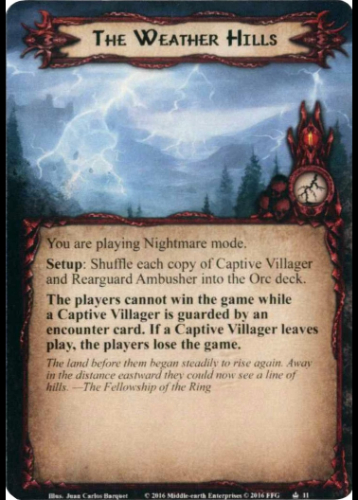 THE WEATHER HILLS
You are playing Nightmare mode.
Setup: Shuffle each copy of Captive Villager
and Rearguard Ambusher into the Orc deck.
The players cannot win the game while
a Captive Villager is guarded by an
encounter card. If a Captive Villager leaves
play, the players lose the game.
The land before them began steadily to rise again. Away
in the distance eastward they could now see a line of
hills. —The Fellowship of the Ring
Illus. Juan Carlos Barquet © 2016 Middle-earth Enterprises © 2016 FFG 11